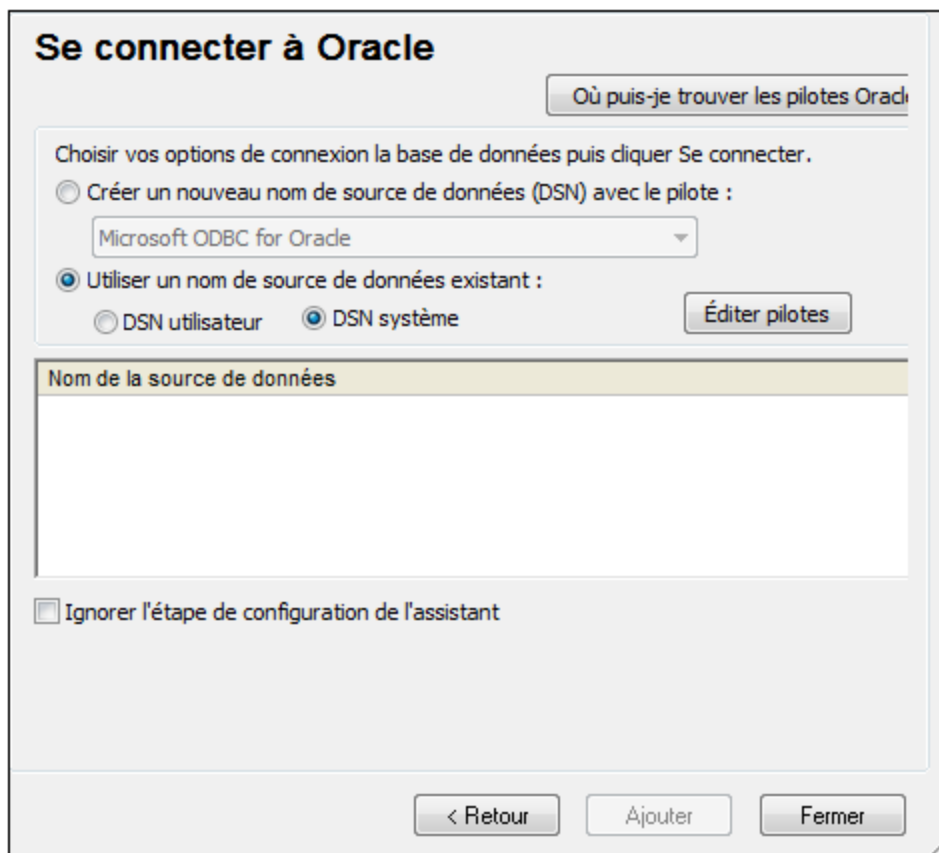 Se connecter à Oracle
Où puis-je trouver les pilotes
Choisir vos options de connexion la base de données puis cliquer Se connecter.
Créer un nouveau nom de source de données (DSN) avec le pilote :
Microsoft ODBC for Oracle
Utiliser un nom de source de données existant :
DSN utilisateur DSN système Éditer pilotes
Nom de la source de données
Ignorer l'étape de configuration de l'assistant
< Retour Ajouter Fermer